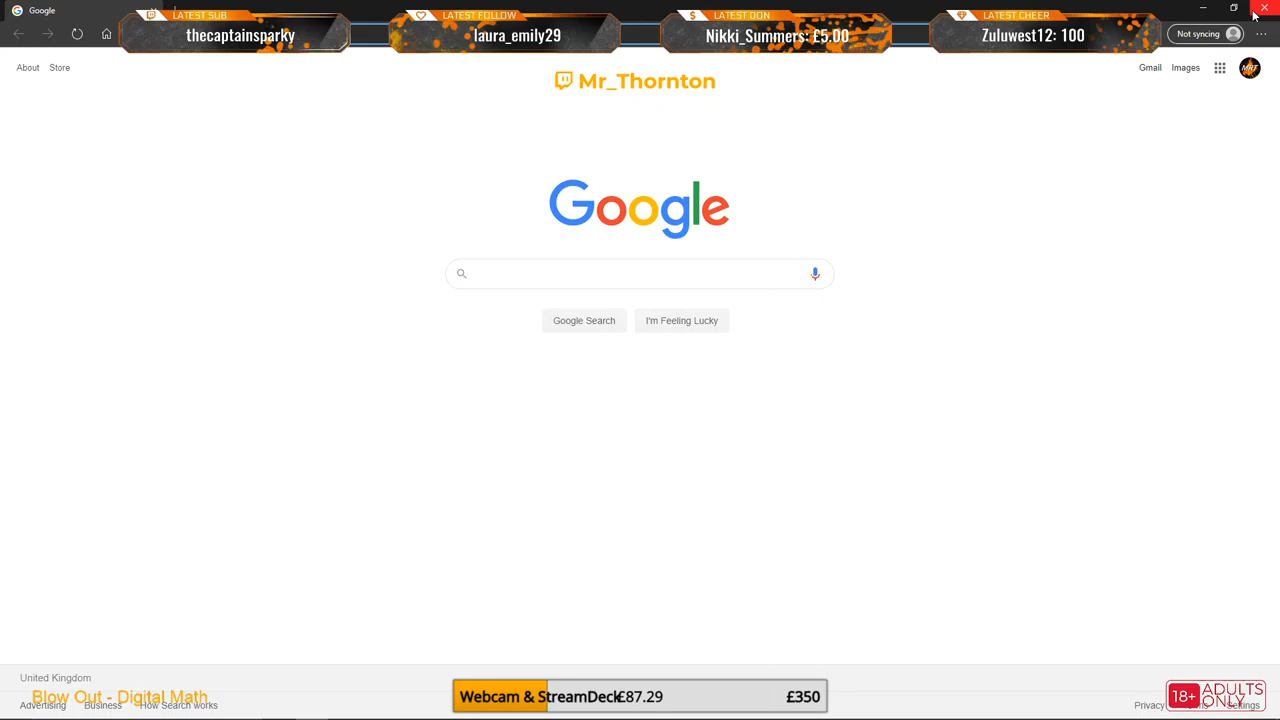 Google
LATEST SUB
thecaptainsparky
LATEST FOLLOW
laura_emily29
LATEST DON
Nikki_Summers: £5.00
LATEST CHEER
Zuluwest12: 100
Not syncing
About Store
Mr_Thornton
Gmail Images
MRT
Google
Google Search I'm Feeling Lucky
United Kingdom
Blow Out - Digital Math
Advertising Business How Search works
Webcam & StreamDeck £87.29 £350
Privacy Settings
18+ ADULTS
ONLY